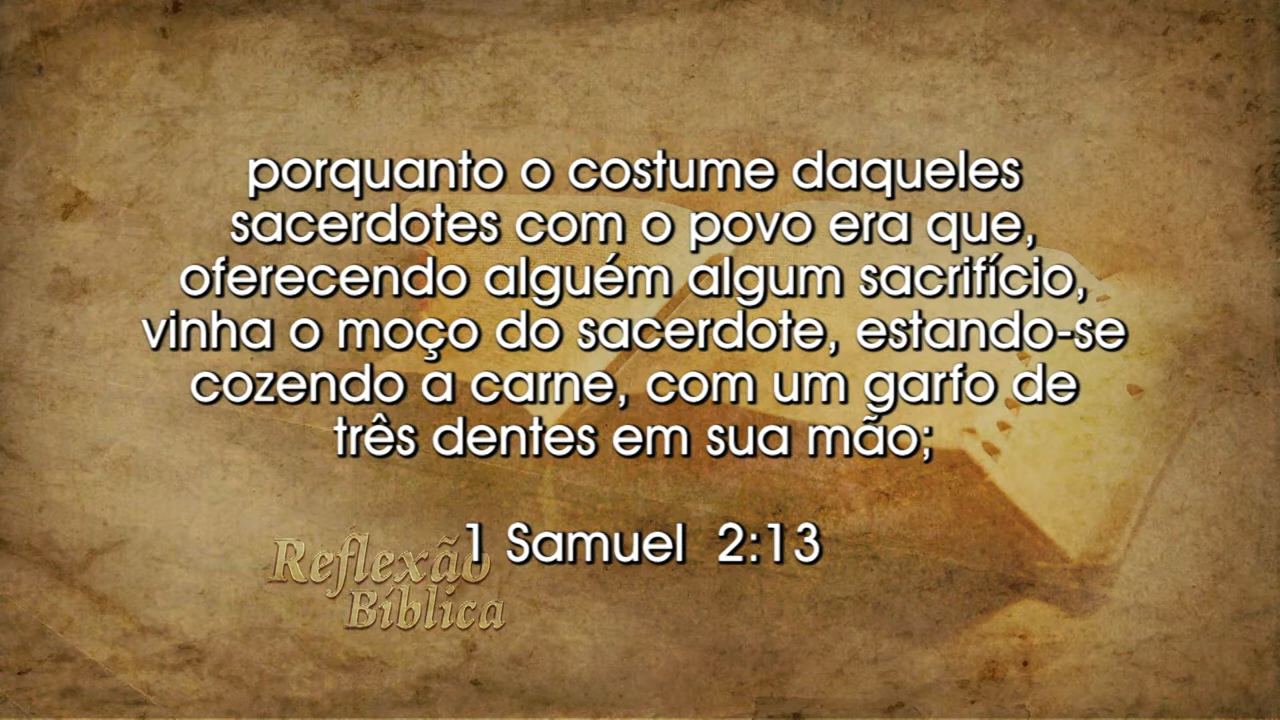 porquanto o costume daqueles
sacerdotes com o povo era que,
oferecendo alguém algum sacrifício,
vinha o moço do sacerdote, estando-se
cozendo a carne, com um garfo de
três dentes em sua mão;
1 Samuel 2:13
Reflexão
Bíblica